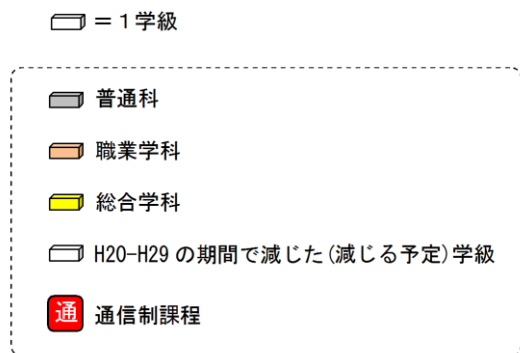 ＝１学級
普通科
職業学科
総合学科
H20-H29 の期間で減じた(減じる予定)学級
通 通信制課程